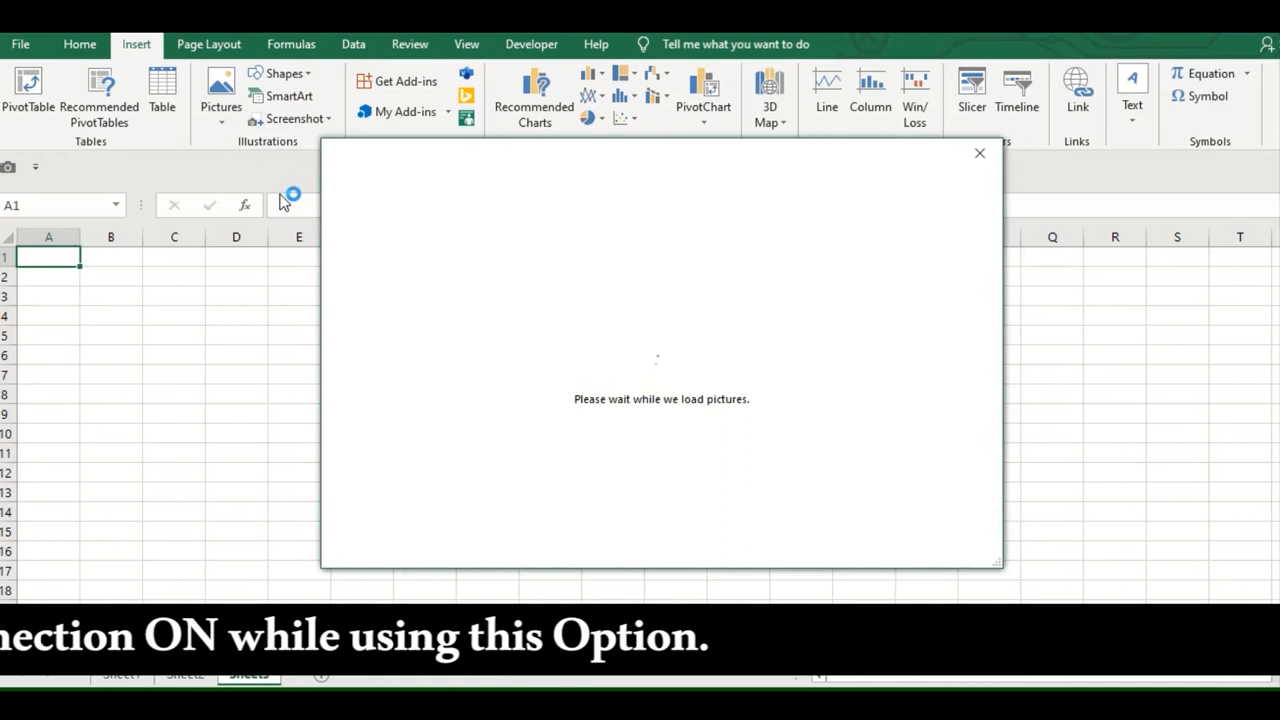 File Home Insert Page Layout Formulas Data Review View Developer Help Tell me what you want to do
PivotTable
Recommended
PivotTables
Table
Tables
Pictures
Shapes
SmartArt
Screenshot
Illustrations
Get Add-ins
My Add-ins
Recommended
Charts
PivotChart
3D
Map
Line
Column
Win/
Loss
Slicer
Timeline
Link
Links
Text
Equation
Symbol
Symbols
A1
fx
A B C D E Q R S T
1
2
3
4
5
6
7
8
9
10
11
12
13
14
15
16
17
18
Please wait while we load pictures.
ON while using this Option.
Sheet1 Sheet2 Sheet3